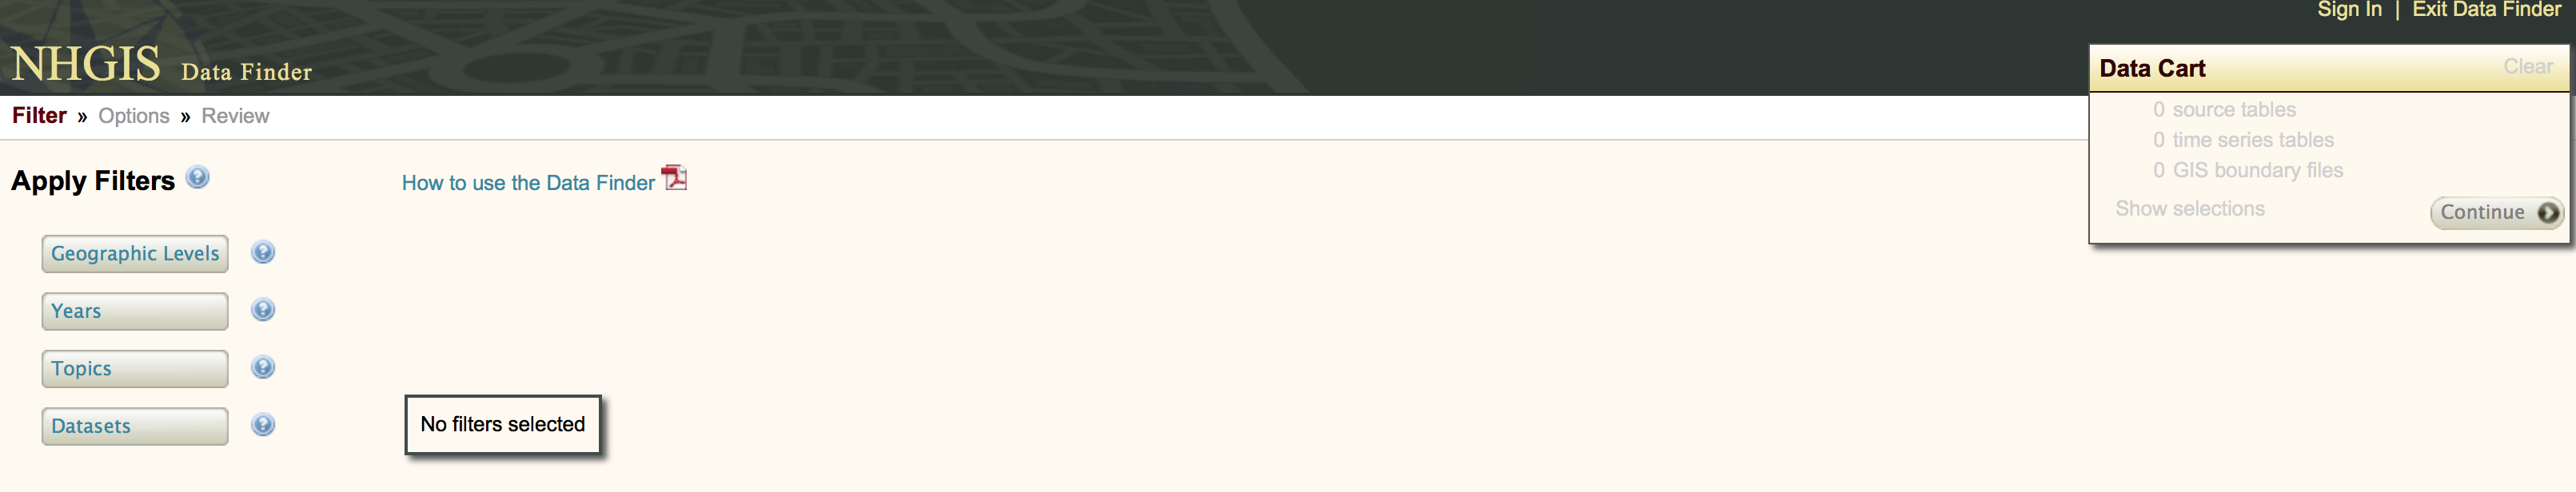 Sign In | Exit Data Finder
NHGIS Data Finder
Data Cart Clear
Filter » Options » Review
0 source tables
0 time series tables
0 GIS boundary files
Show selections Continue
Apply Filters ? How to use the Data Finder
Geographic Levels ?
Years ?
Topics ?
Datasets ?
No filters selected